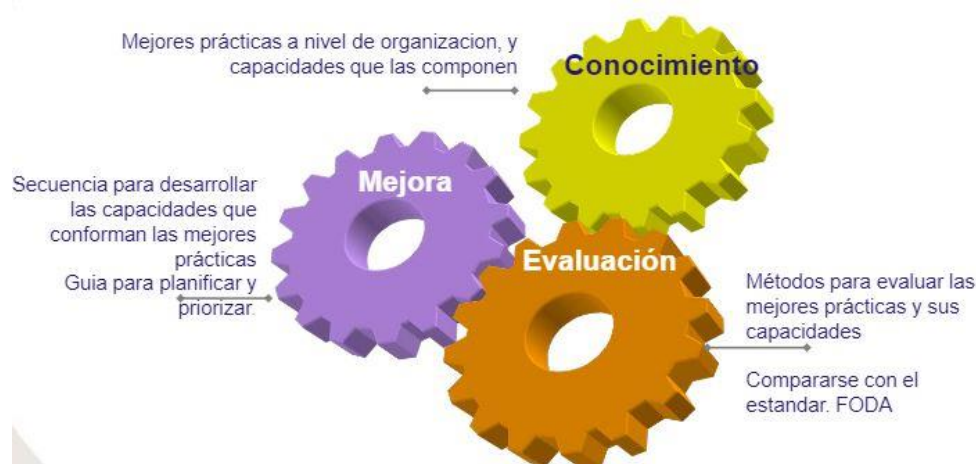 Mejores prácticas a nivel de organizacion, y
capacidades que las componen
Conocimiento
Mejora
Secuencia para desarrollar
las capacidades que
conforman las mejores
prácticas
Guia para planificar y
priorizar.
Evaluación
Métodos para evaluar las
mejores prácticas y sus
capacidades
Compararse con el
estandar. FODA